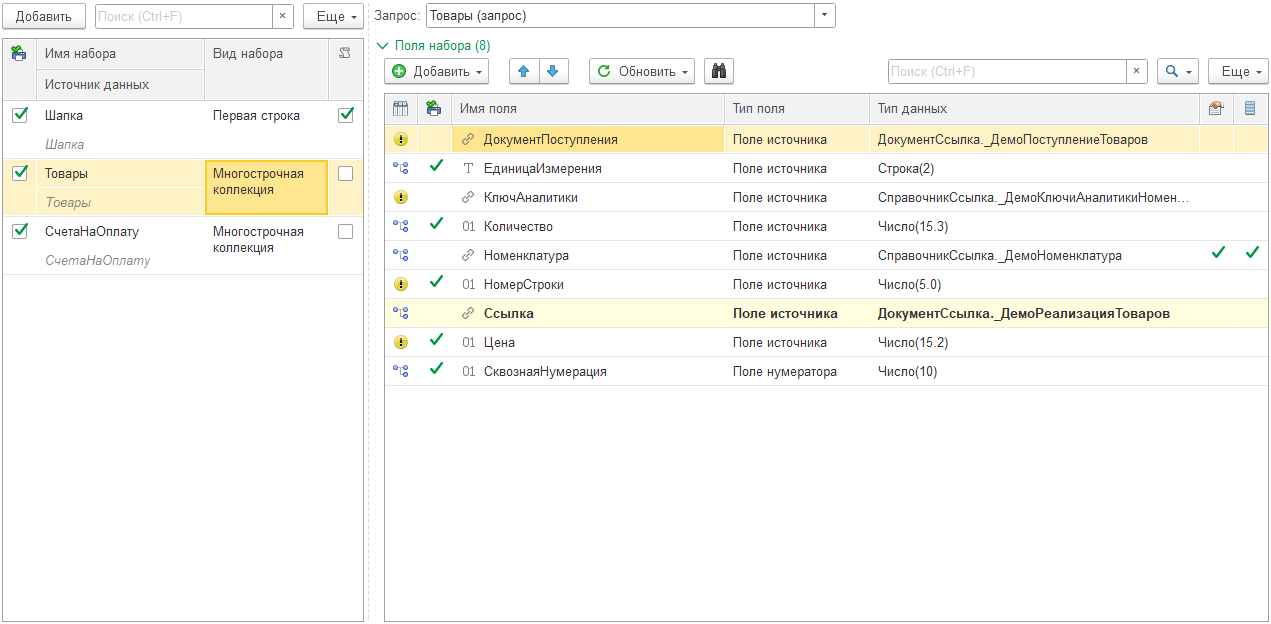 Добавить
Поиск (Ctrl+F)
×
Еще
Имя набора
Вид набора
Источник данных
Шапка
Первая строка
Шапка
Товары
Многострочная
коллекция
Товары
СчетаНаОплату
Многострочная
коллекция
СчетаНаОплату
Запрос: Товары (запрос)
Поля набора (8)
Добавить
Обновить
Поиск (Ctrl+F)
×
Еще
Имя поля Тип поля Тип данных
ДокументПоступления Поле источника ДокументСсылка._ДемоПоступлениеТоваров
T ЕдиницаИзмерения Поле источника Строка(2)
КлючАналитики Поле источника СправочникСсылка._ДемоКлючиАналитикиНомен...
01 Количество Поле источника Число(15.3)
Номенклатура Поле источника СправочникСсылка._ДемоНоменклатура
01 НомерСтроки Поле источника Число(5.0)
Ссылка Поле источника ДокументСсылка._ДемоРеализацияТоваров
01 Цена Поле источника Число(15.2)
01 СквознаяНумерация Поле нумератора Число(10)